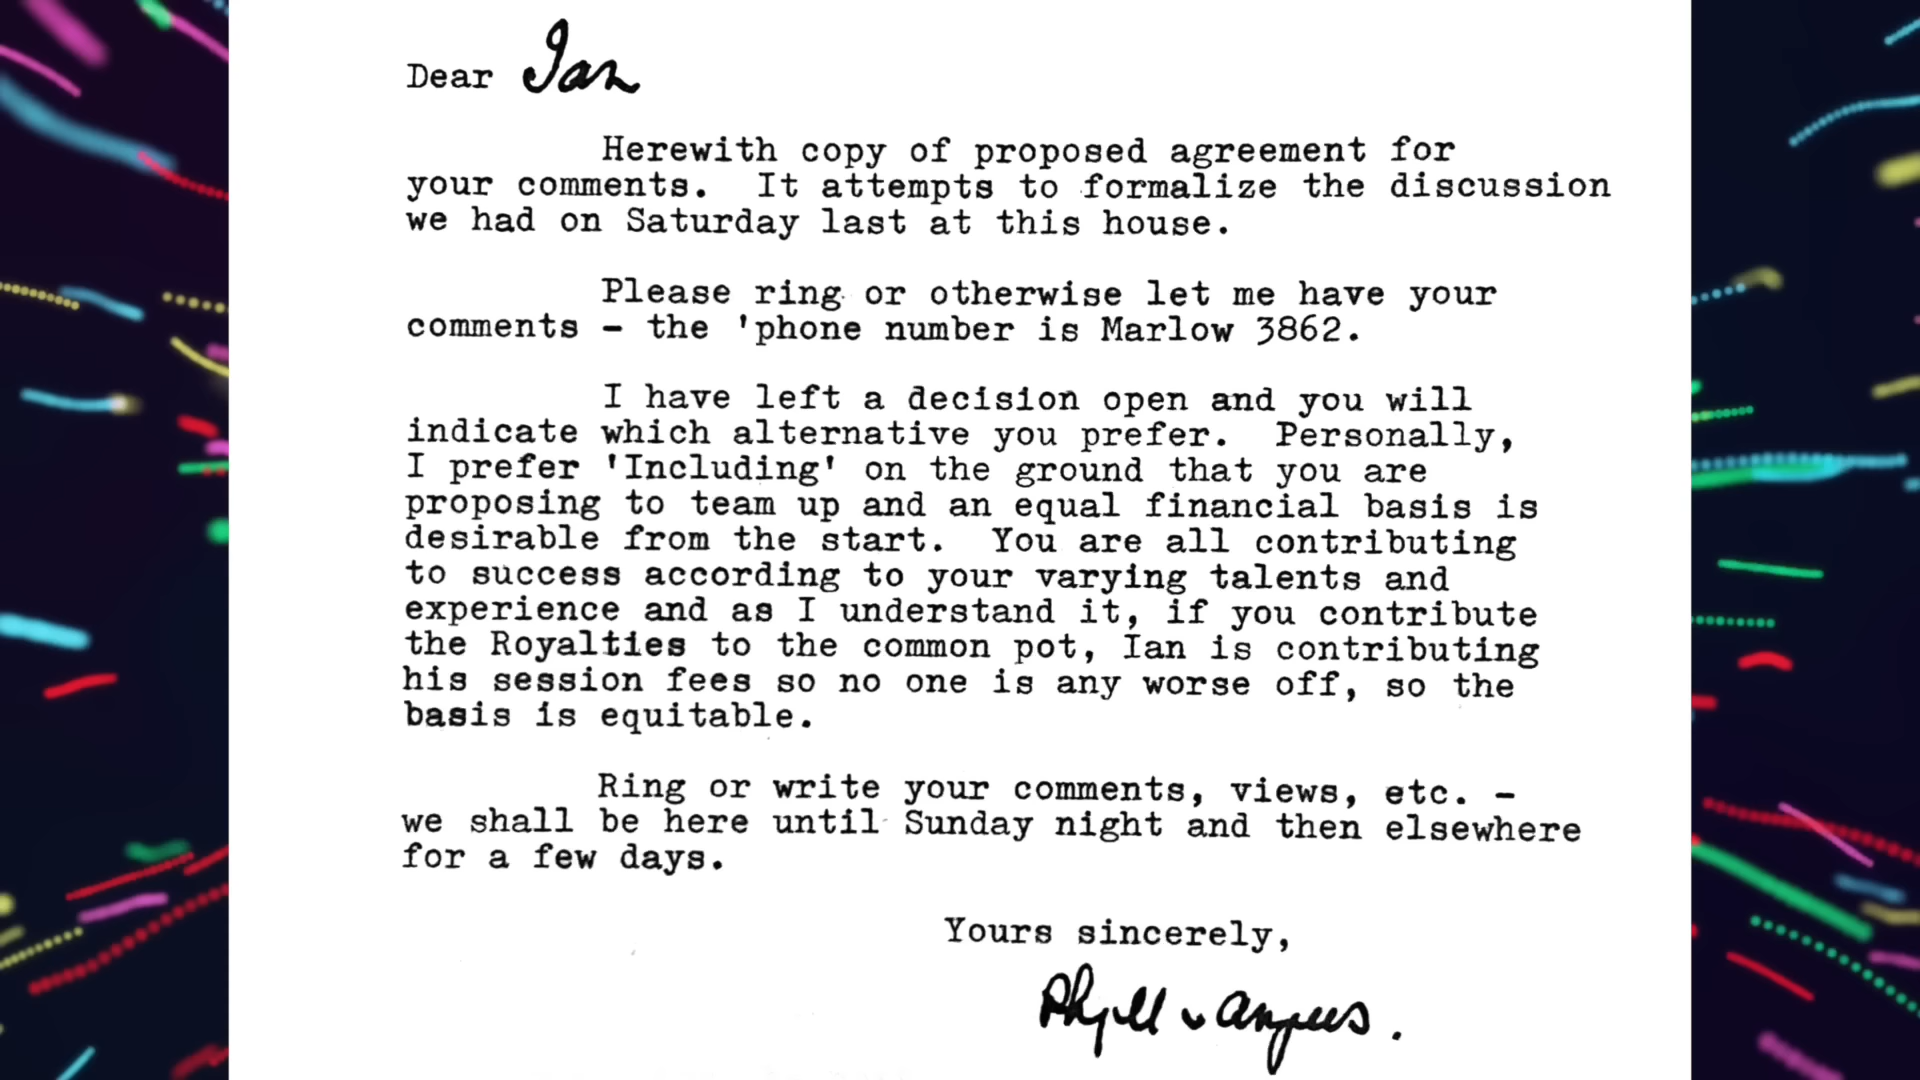 Dear Ian
Herewith copy of proposed agreement for
your comments. It attempts to formalize the discussion
we had on Saturday last at this house.
Please ring or otherwise let me have your
comments - the 'phone number is Marlow 3862.
I have left a decision open and you will
indicate which alternative you prefer. Personally,
I prefer 'Including' on the ground that you are
proposing to team up and an equal financial basis is
desirable from the start. You are all contributing
to success according to your varying talents and
experience and as I understand it, if you contribute
the Royalties to the common pot, Ian is contributing
his session fees so no one is any worse off, so the
basis is equitable.
Ring or write your comments, views, etc. -
we shall be here until Sunday night and then elsewhere
for a few days.
Yours sincerely,
Phyll & Angus.